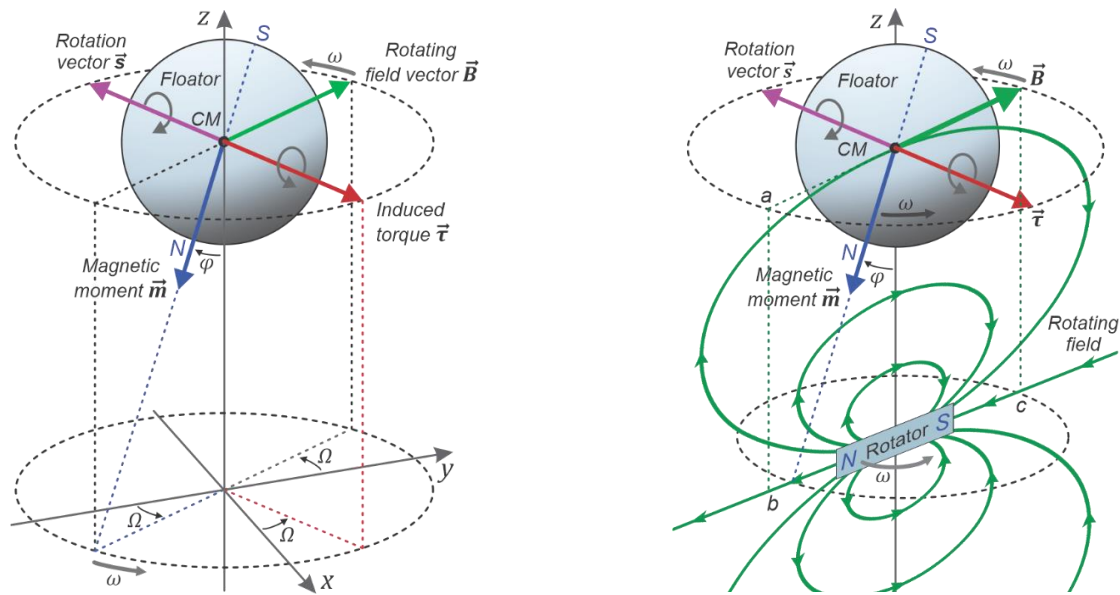 Z
S
Rotation
vector s⃗
Floator
ω
Rotating
field vector B⃗
CM
Induced
torque τ⃗
N
φ
Magnetic
moment m⃗
Ω
y
Ω
Ω
ω
x
Z
S
Rotation
vector s⃗
Floator
ω
B⃗
CM
a
ω
τ⃗
N
φ
Magnetic
moment m⃗
Rotating
field
c
N Rotator S
ω
b